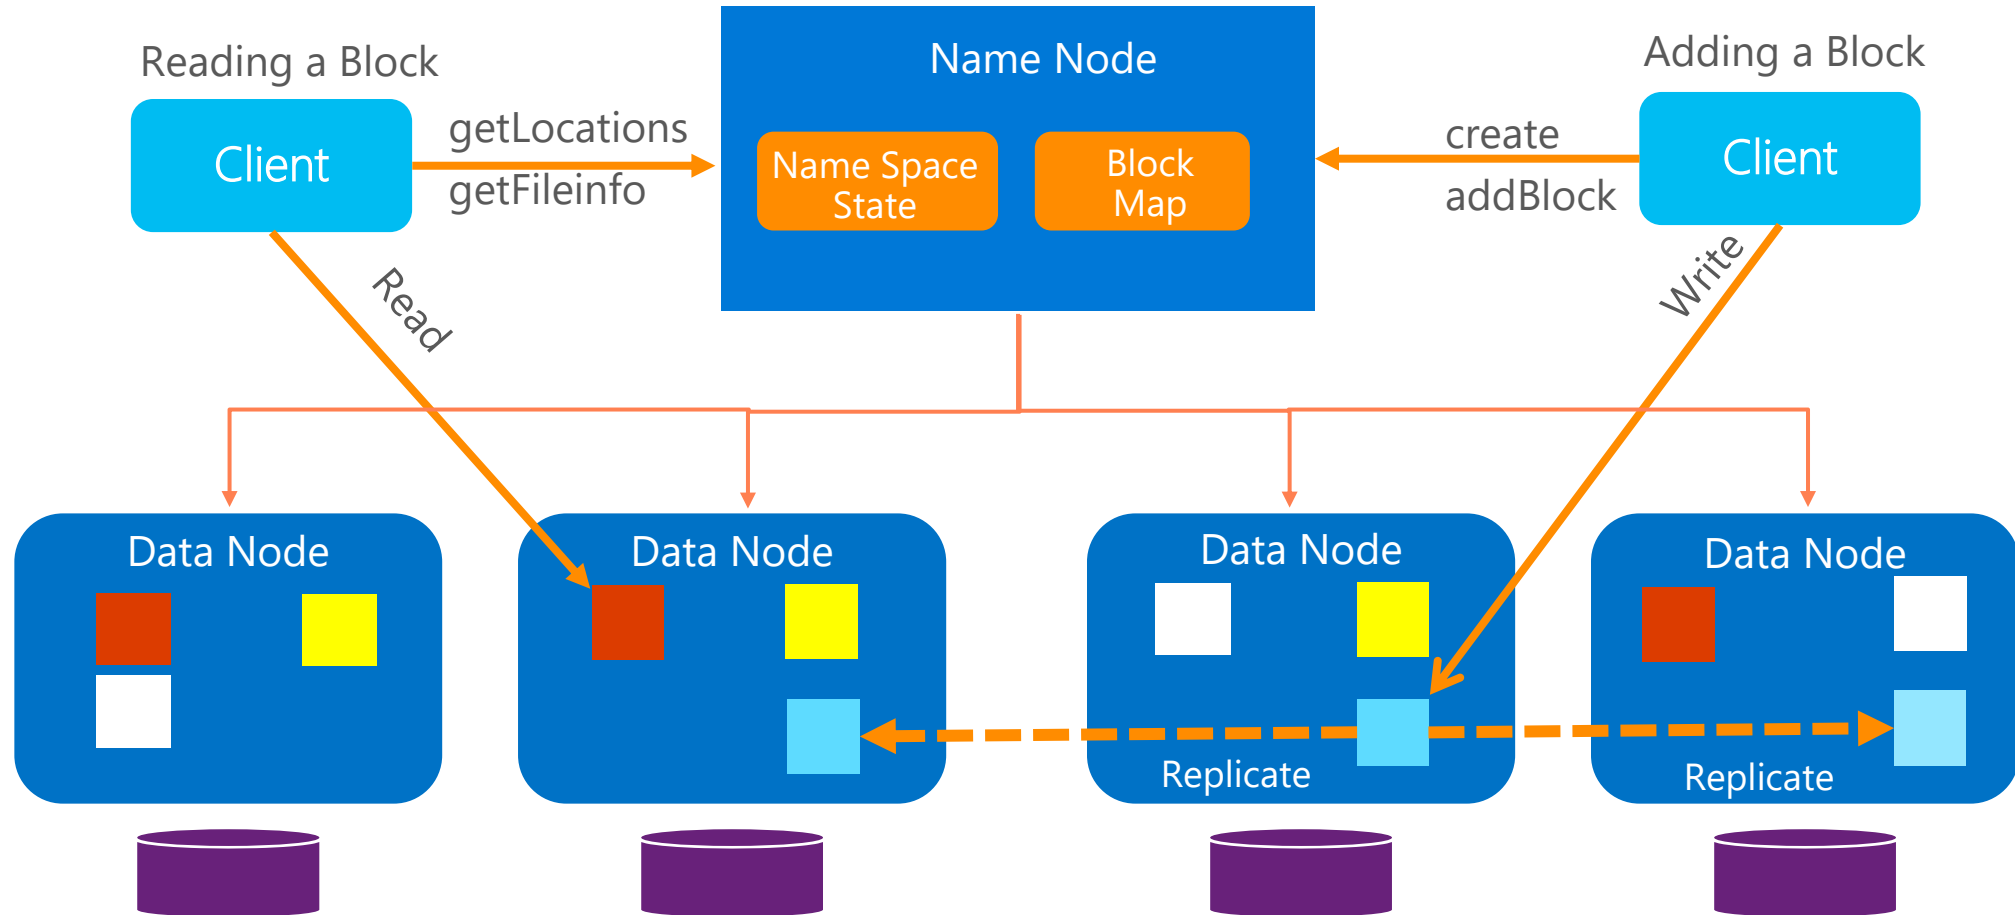 Reading a Block
Name Node
Adding a Block
Client
getLocations
getFileinfo
Name Space
State
Block
Map
create
addBlock
Client
Read
Write
Data Node
Data Node
Data Node
Data Node
Replicate
Replicate